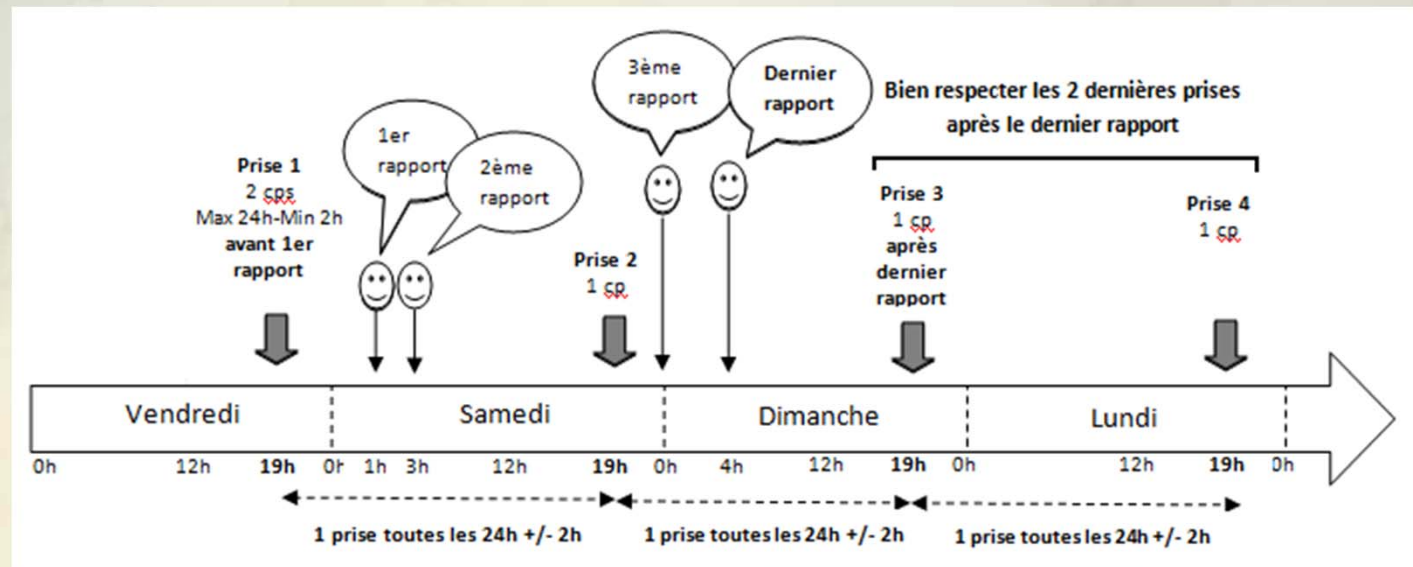 3ème
rapport
Dernier
rapport
Bien respecter les 2 dernières prises
après le dernier rapport
1er
rapport
2ème
rapport
Prise 1
2 cps
Max 24h-Min 2h
avant 1er
rapport
Prise 2
1 cp
Prise 3
1 cp
après
dernier
rapport
Prise 4
1 cp
Vendredi
Samedi
Dimanche
Lundi
0h 12h 19h 0h 1h 3h 12h 19h 0h 4h 12h 19h 0h 12h 19h 0h
1 prise toutes les 24h +/- 2h
1 prise toutes les 24h +/- 2h
1 prise toutes les 24h +/- 2h